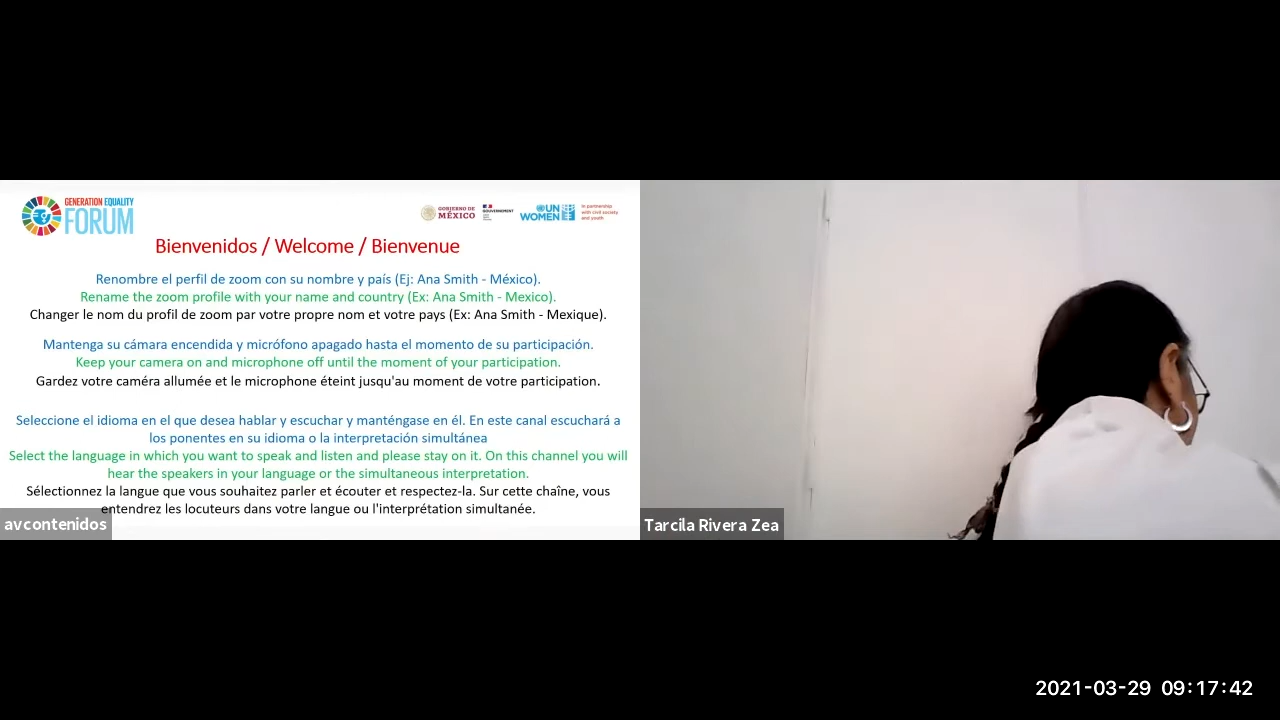 GENERATION EQUALITY
FORUM
GOBIERNO DE
MÉXICO
GOUVERNEMENT
UN
WOMEN
In partnership
with civil society
and youth
Bienvenidos / Welcome / Bienvenue
Renombre el perfil de zoom con su nombre y país (Ej: Ana Smith - México).
Rename the zoom profile with your name and country (Ex: Ana Smith - Mexico).
Changer le nom du profil de zoom par votre propre nom et votre pays (Ex: Ana Smith - Mexique).
Mantenga su cámara encendida y micrófono apagado hasta el momento de su participación.
Keep your camera on and microphone off until the moment of your participation.
Gardez votre caméra allumée et le microphone éteint jusqu'au moment de votre participation.
Seleccione el idioma en el que desea hablar y escuchar y manténgase en él. En este canal escuchará a
los ponentes en su idioma o la interpretación simultánea
Select the language in which you want to speak and listen and please stay on it. On this channel you will
hear the speakers in your language or the simultaneous interpretation.
Sélectionnez la langue que vous souhaitez parler et écouter et respectez-la. Sur cette chaîne, vous
entendrez les locuteurs dans votre langue ou l'interprétation simultanée.
avcontenidos
Tarcila Rivera Zea
2021-03-29 09:17:42